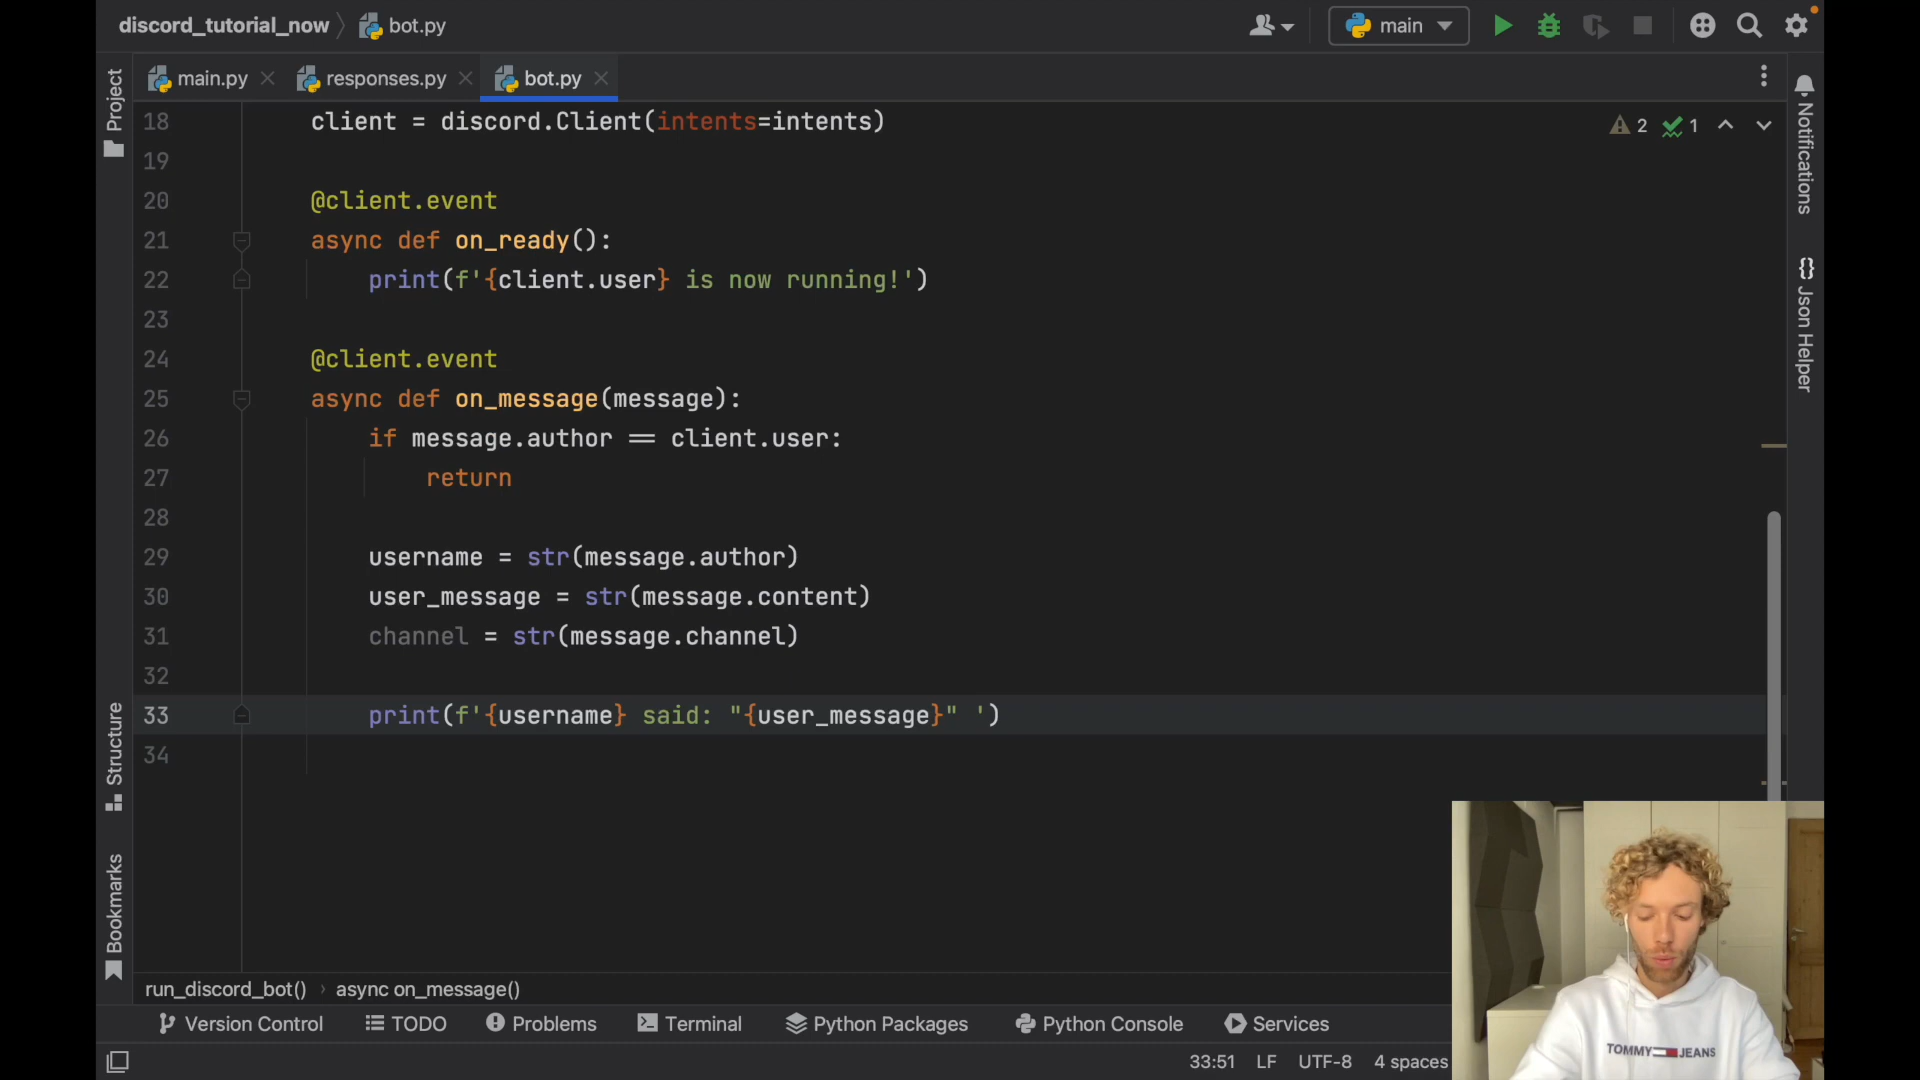 discord_tutorial_now 〉 bot.py
main
main.py
responses.py
bot.py
Project
Notifications
{} Json Helper
Structure
Bookmarks
2
1
18 client = discord.Client(intents=intents)
19
20 @client.event
21 async def on_ready():
22 print(f'{client.user} is now running!')
23
24 @client.event
25 async def on_message(message):
26 if message.author == client.user:
27 return
28
29 username = str(message.author)
30 user_message = str(message.content)
31 channel = str(message.channel)
32
33 print(f'{username} said: "{user_message}" ')
34
run_discord_bot() › async on_message()
Version Control
TODO
Problems
Terminal
Python Packages
Python Console
Services
33:51 LF UTF-8 4 spaces
TOMMY JEANS